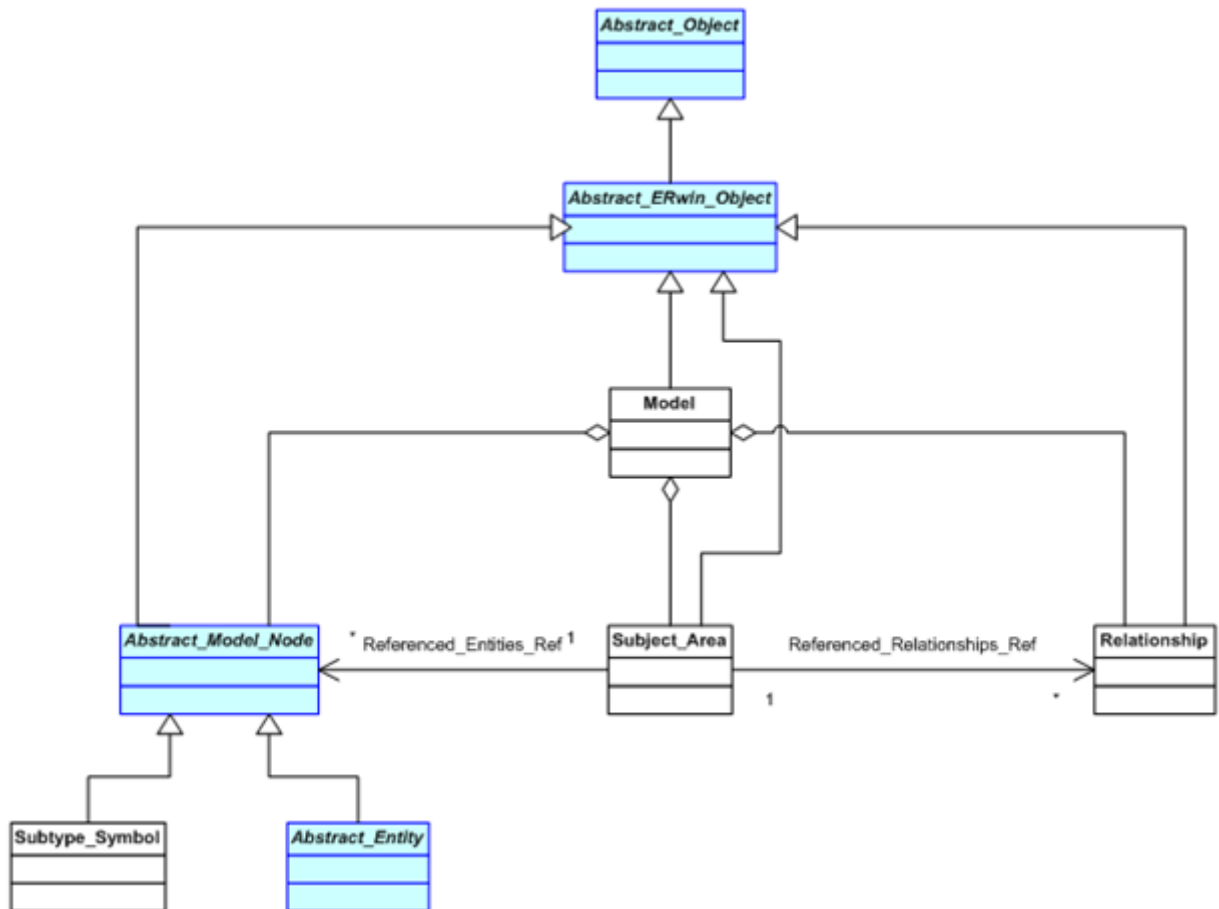 Abstract_Object
Abstract_ERwin_Object
Model
Abstract_Model_Node
* Referenced_Entities_Ref 1
Subject_Area
Referenced_Relationships_Ref
1 *
Relationship
Subtype_Symbol
Abstract_Entity